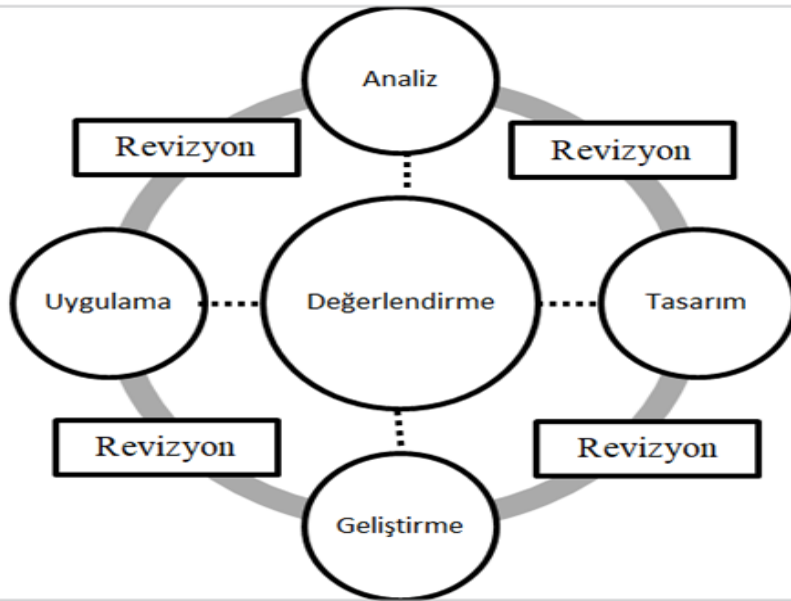 Analiz
Revizyon
Revizyon
Uygulama
Değerlendirme
Tasarım
Revizyon
Revizyon
Geliştirme